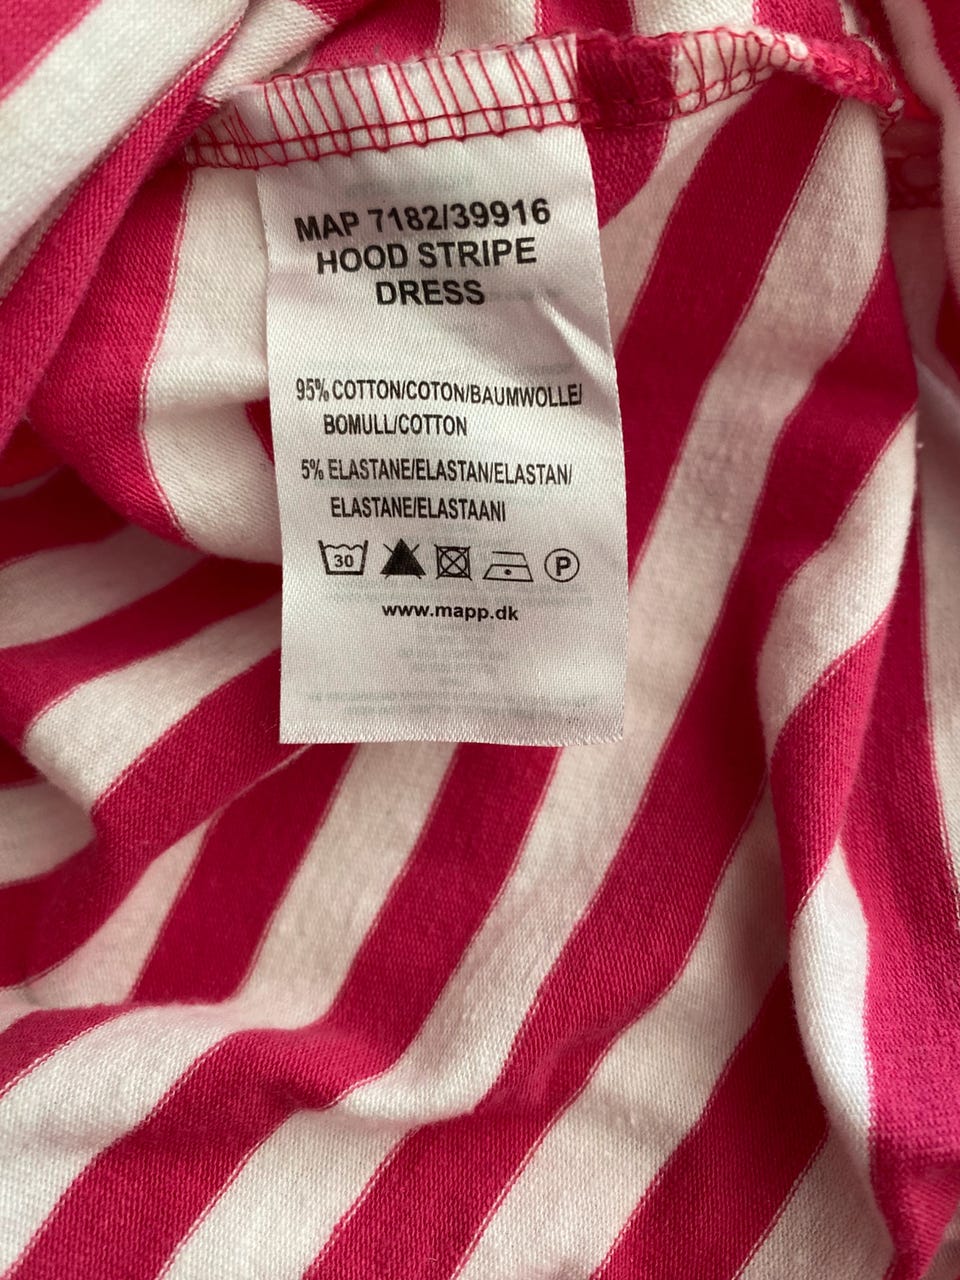 MAP 7182/39916
HOOD STRIPE
DRESS
95% COTTON/COTON/BAUMWOLLE/
BOMULL/COTTON
5% ELASTANE/ELASTAN/ELASTAN/
ELASTANE/ELASTAANI
30 P
www.mapp.dk